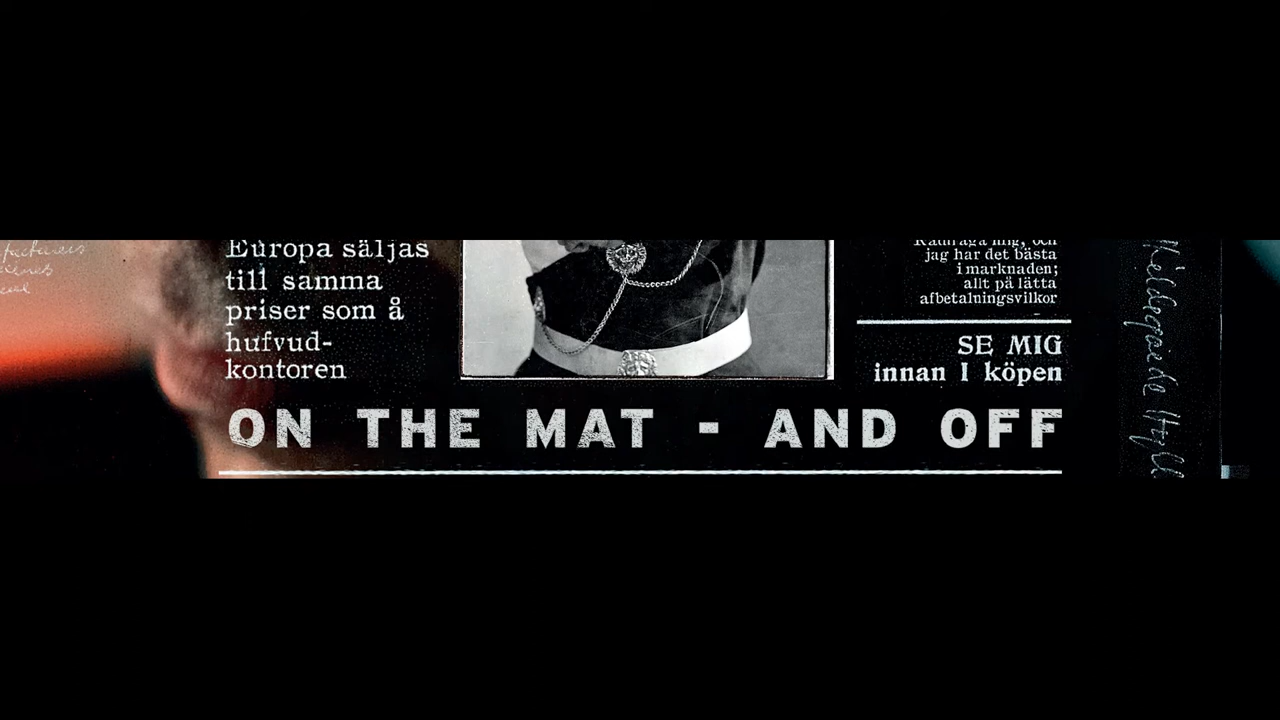 Europa säljas
till samma
priser som å
hufvud-
kontoren
jag har det bästa
i marknaden;
allt på lätta
afbetalningsvilkor
SE MIG
innan I köpen
ON THE MAT - AND OFF